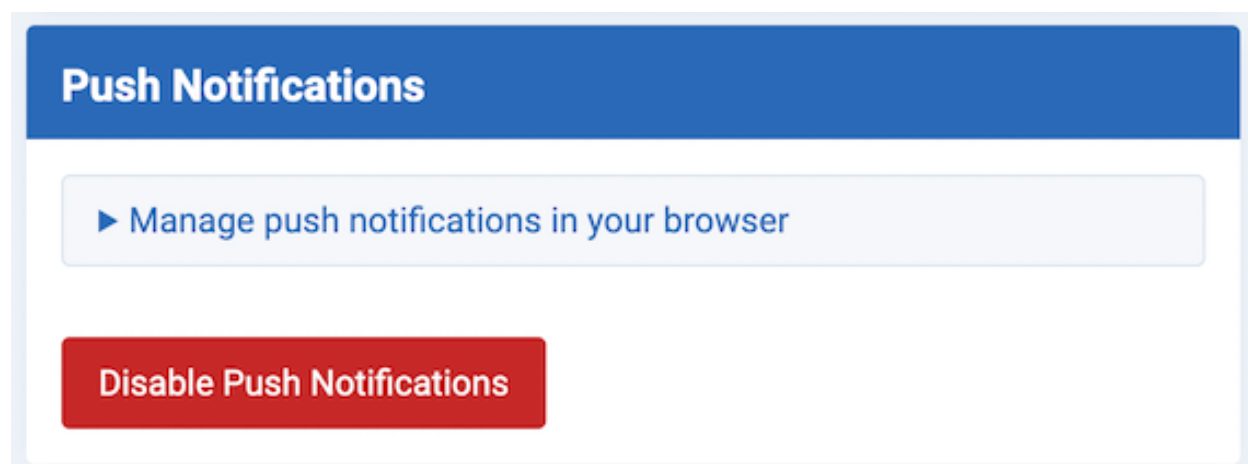 Push Notifications
Manage push notifications in your browser
Disable Push Notifications